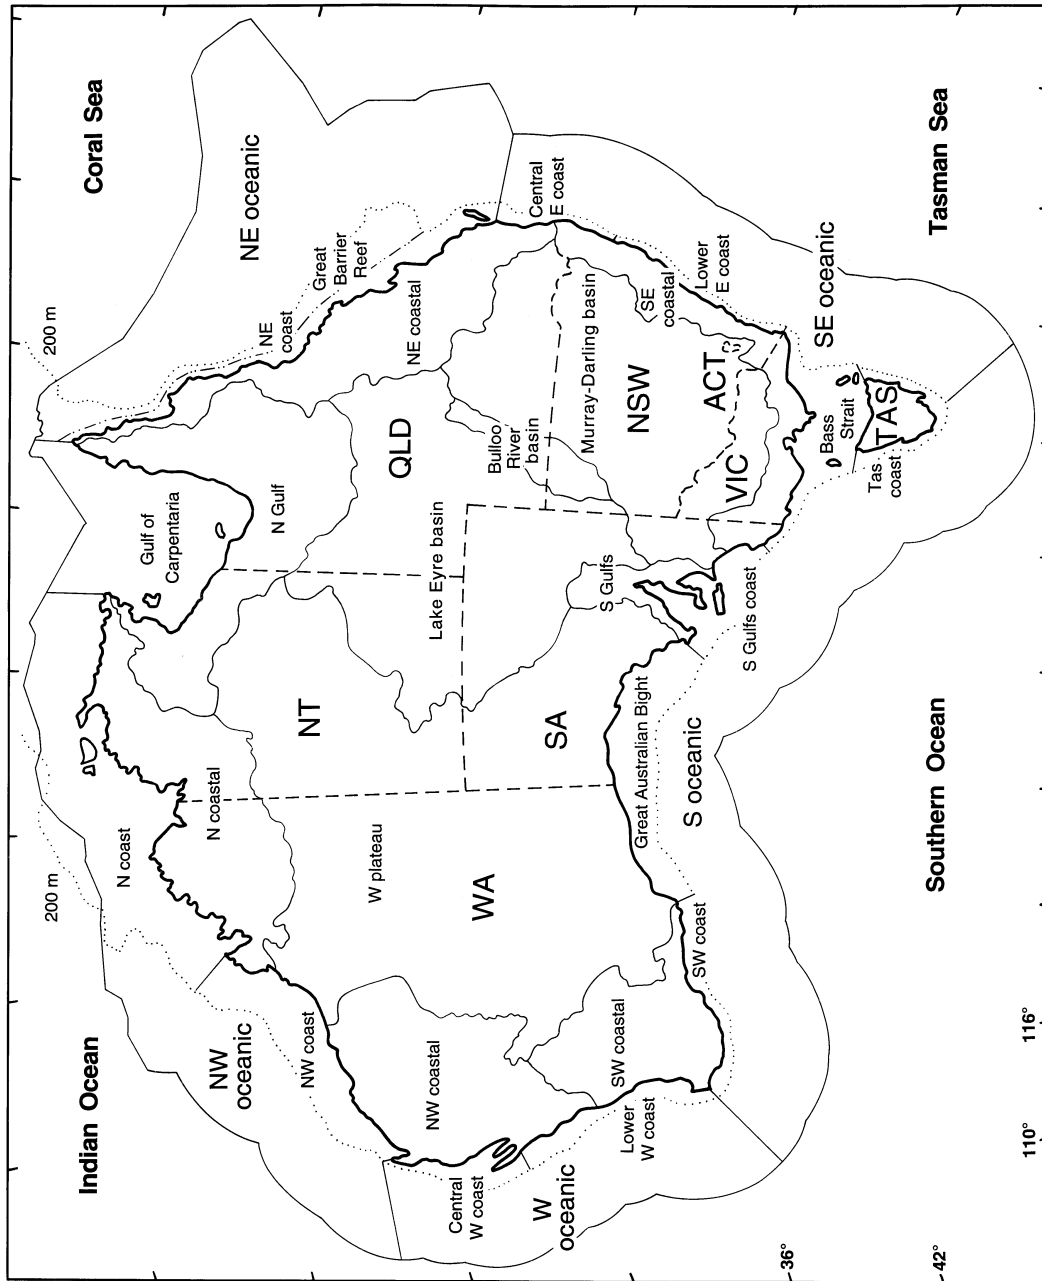 Indian Ocean
Coral Sea
200 m
200 m
N coast
Gulf of
Carpentaria
NE oceanic
NW
oceanic
NW coast
N coastal
N Gulf
NE
coast
Great
Barrier
Reef
NT
QLD
NE coastal
W plateau
NW coastal
Lake Eyre basin
Central
W coast
WA
Bulloo
River
basin
Central
E coast
W
oceanic
SA
Murray-Darling basin
S Gulfs
SW coastal
Lower
W coast
NSW
SE
coastal
Great Australian Bight
SW coast
S oceanic
Lower
E coast
ACT
VIC
S Gulfs coast
SE oceanic
Bass
Strait
Tas
coast
TAS
Southern Ocean
Tasman Sea
36°
42°
110°
116°